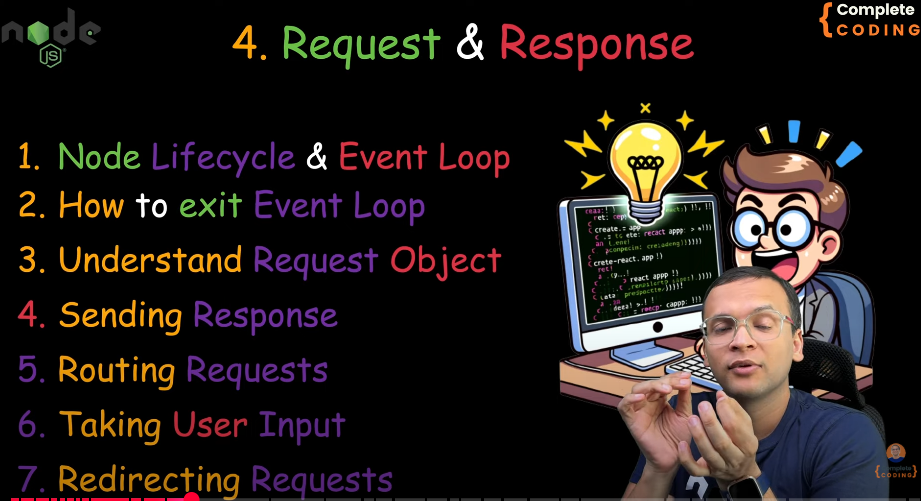 node
JS
4. Request & Response
Complete
CODING
1. Node Lifecycle & Event Loop
2. How to exit Event Loop
3. Understand Request Object
4. Sending Response
5. Routing Requests
6. Taking User Input
7. Redirecting Requests
Complete
CODING